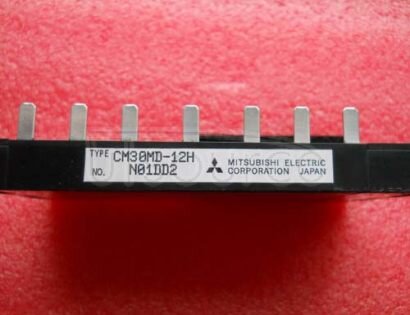 TYPE CM30MD-12H
NO. N01DD2
MITSUBISHI ELECTRIC
CORPORATION JAPAN